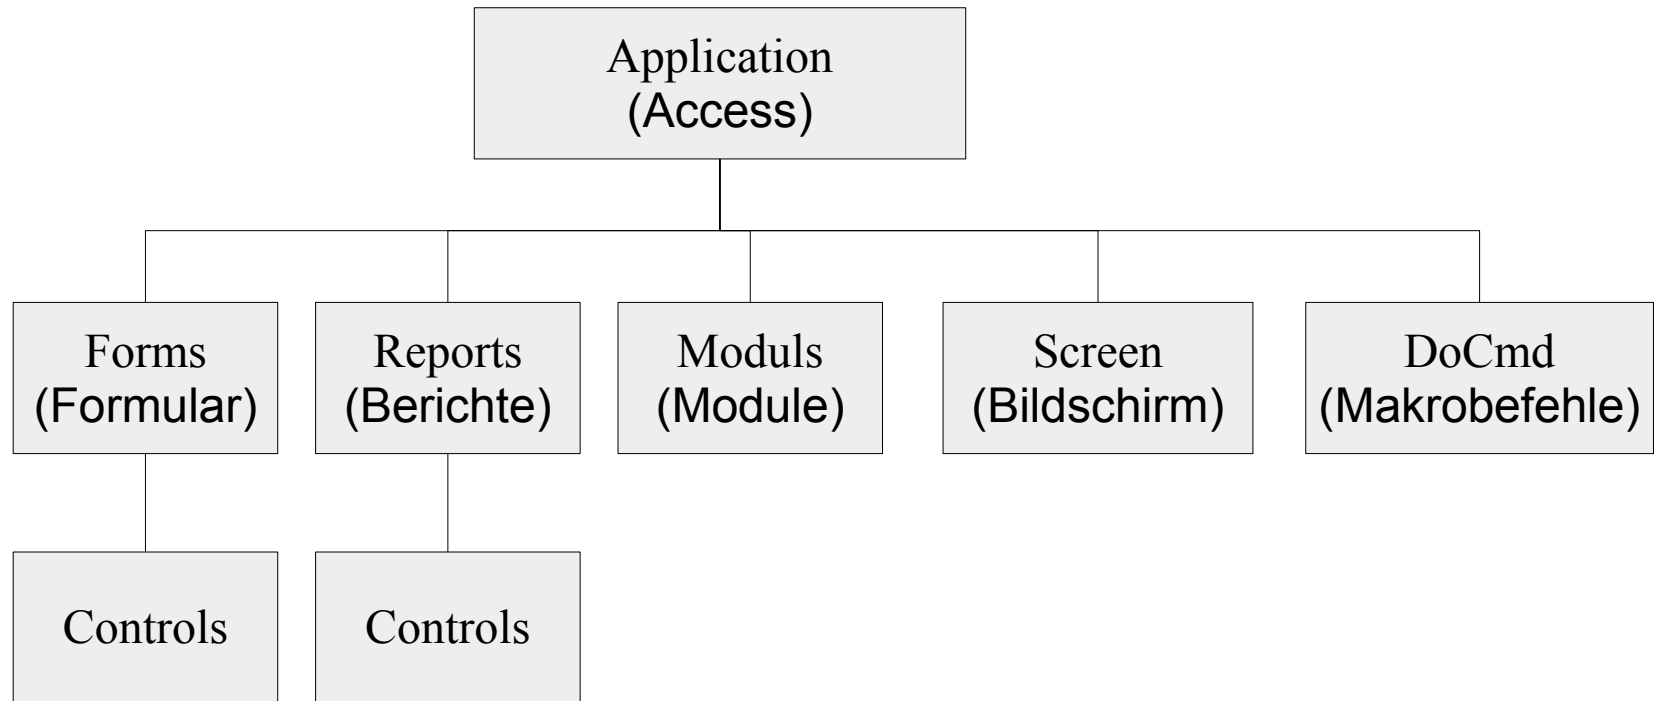 Application
(Access)
Forms
(Formular)
Reports
(Berichte)
Moduls
(Module)
Screen
(Bildschirm)
DoCmd
(Makrobefehle)
Controls
Controls